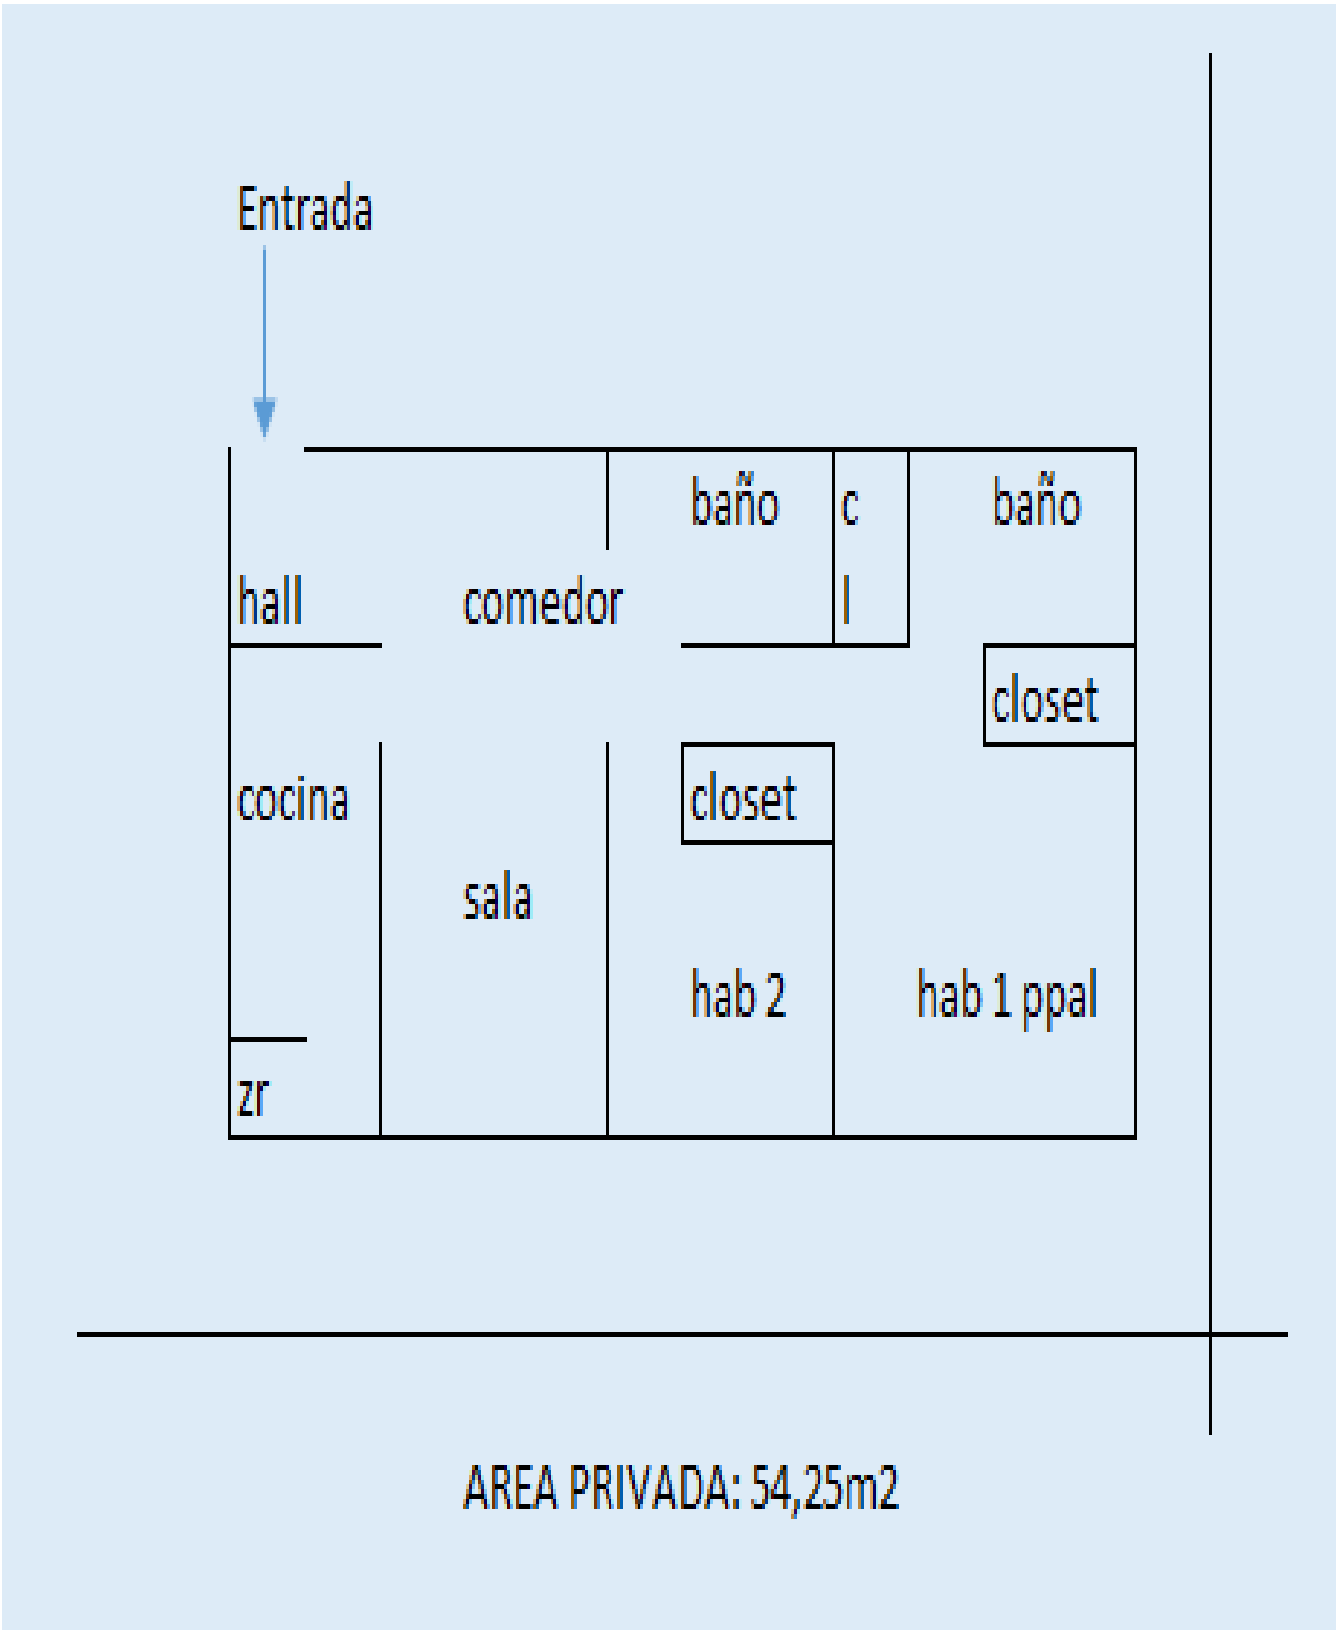 Entrada
baño
c
baño
hall
comedor
l
closet
cocina
closet
sala
hab 2
hab 1 ppal
zr
AREA PRIVADA: 54,25m2